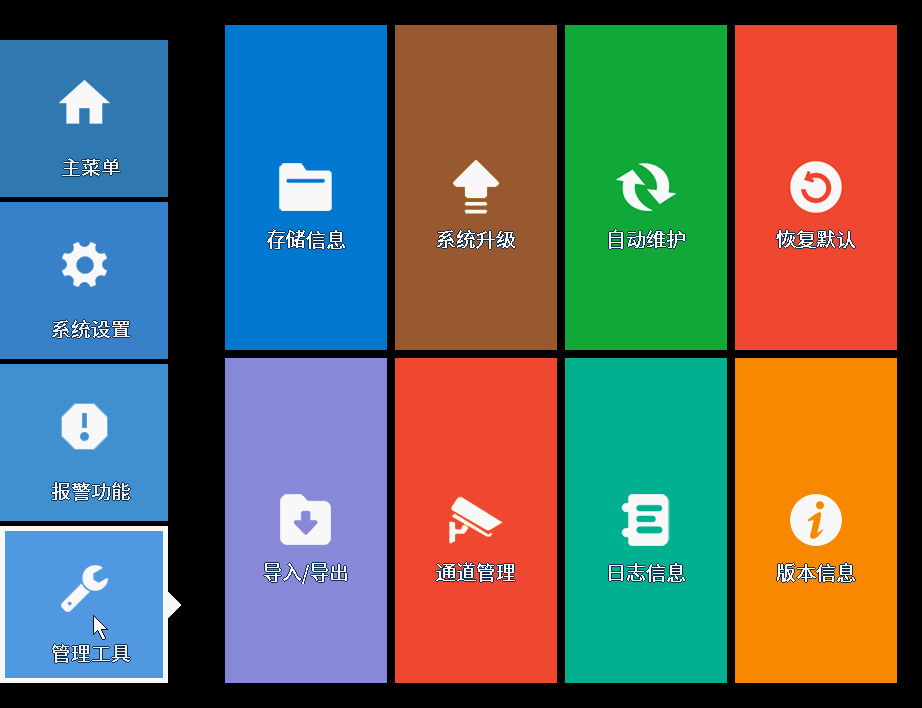 主菜单
系统设置
报警功能
管理工具
存储信息
系统升级
自动维护
恢复默认
导入/导出
通道管理
日志信息
版本信息